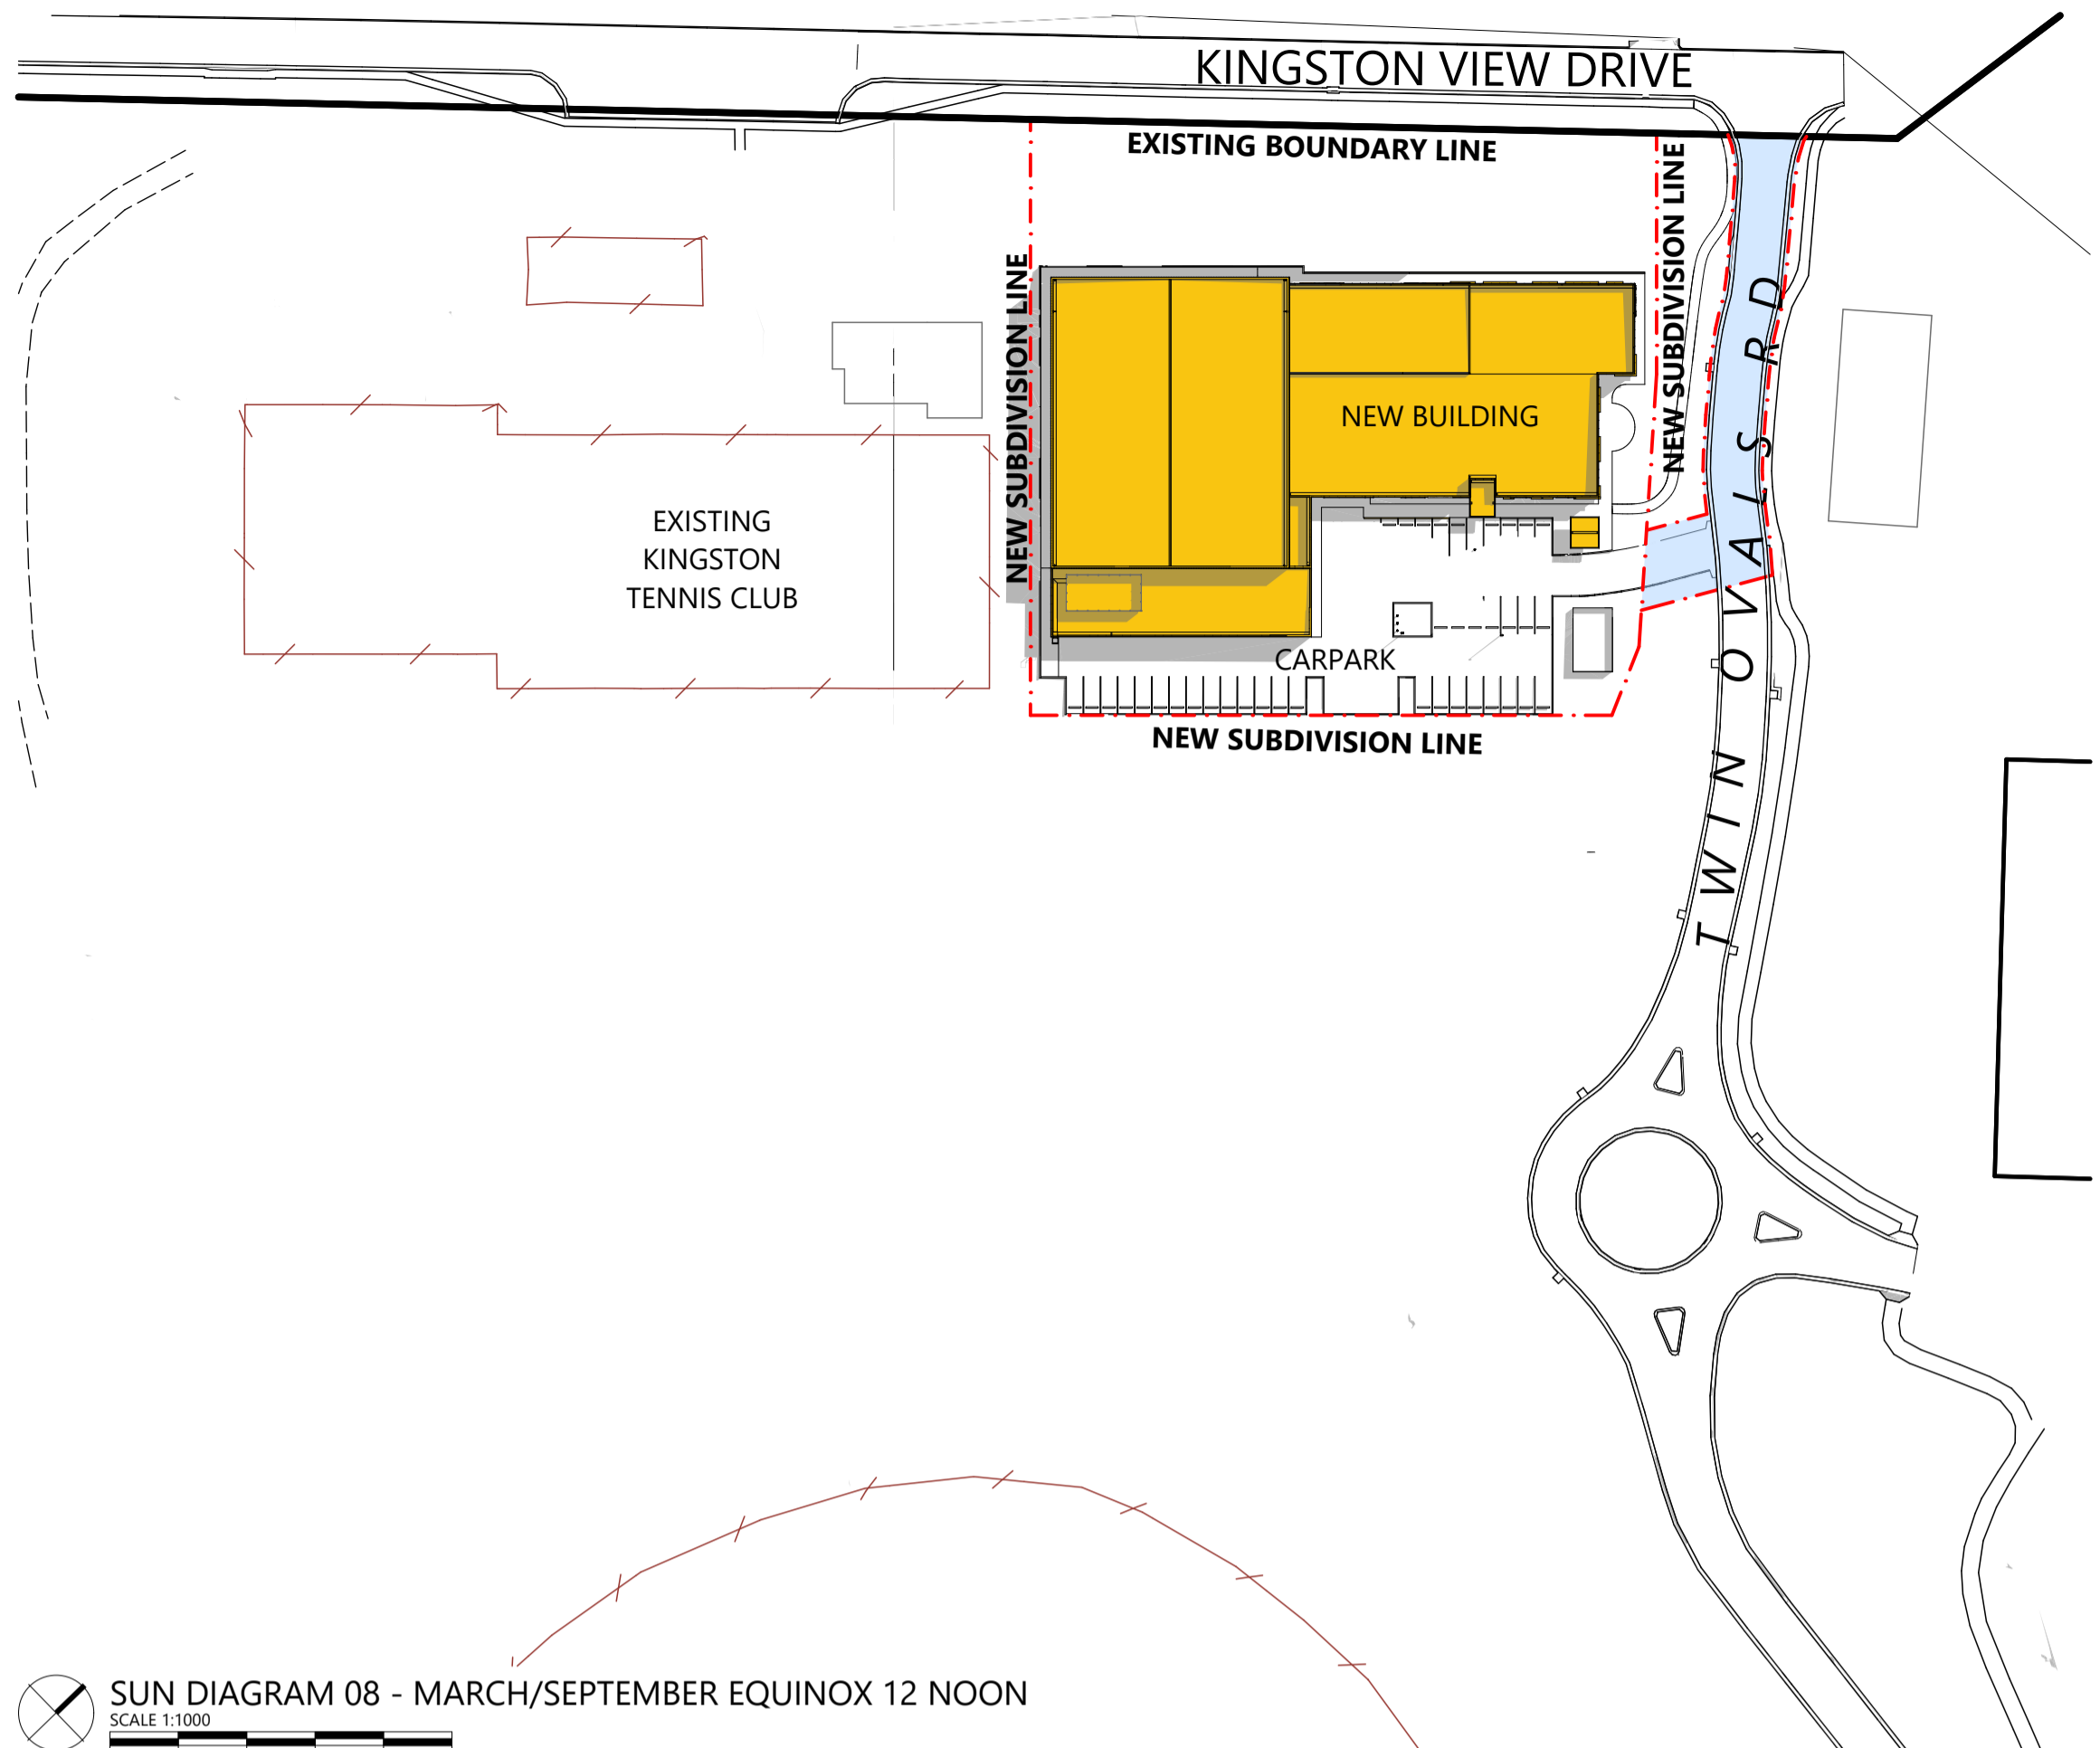 KINGSTON VIEW DRIVE
EXISTING BOUNDARY LINE
NEW SUBDIVISION LINE
NEW SUBDIVISION LINE
TWIN OVALS RD
NEW BUILDING
EXISTING
KINGSTON
TENNIS CLUB
CARPARK
NEW SUBDIVISION LINE
SUN DIAGRAM 08 - MARCH/SEPTEMBER EQUINOX 12 NOON
SCALE 1:1000